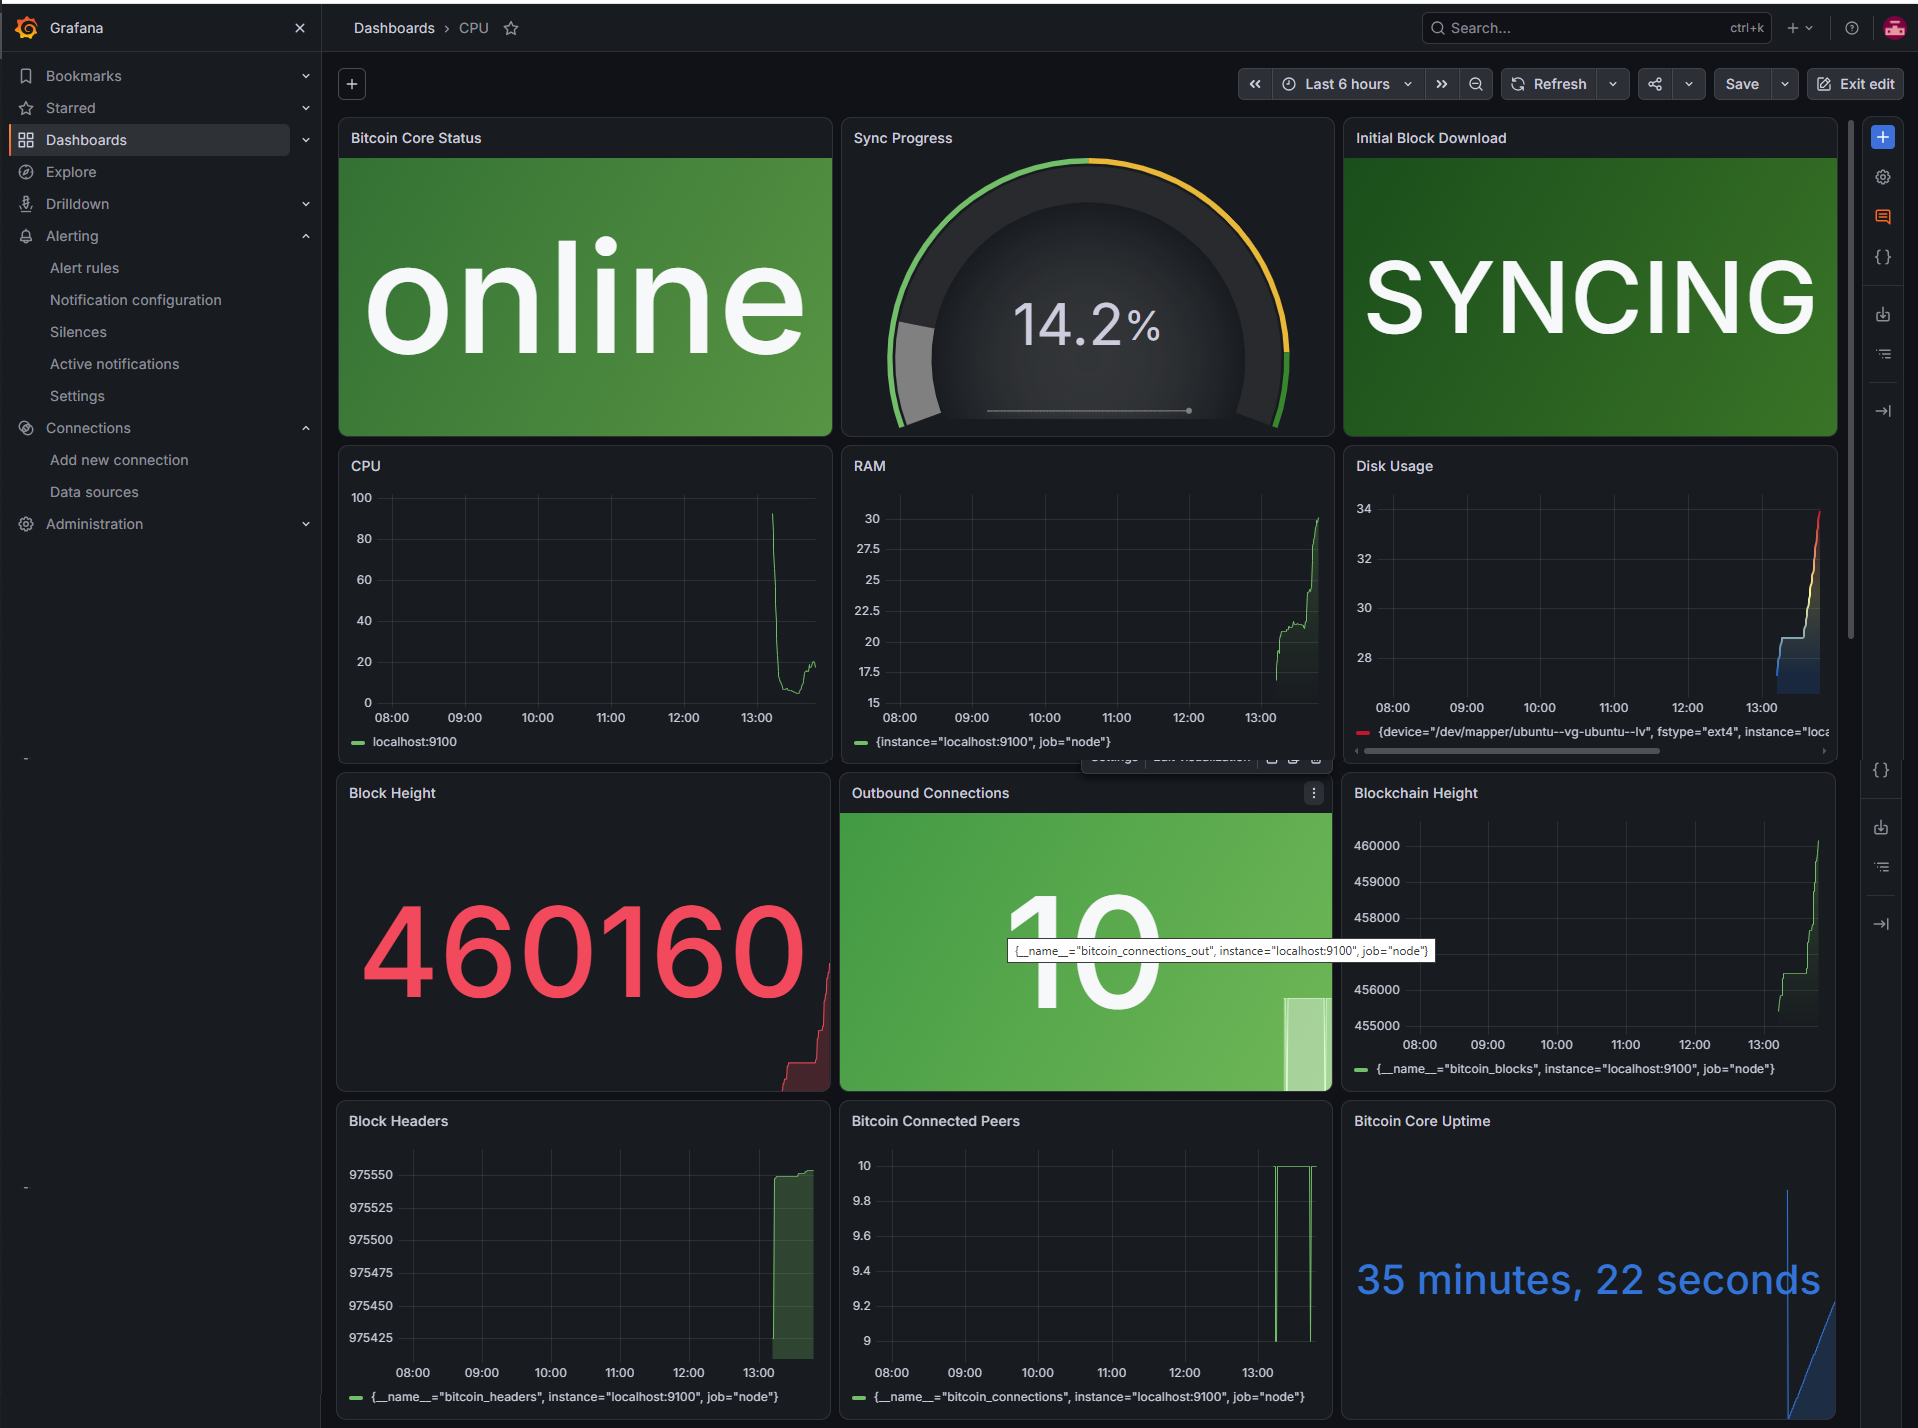 Grafana
Dashboards › CPU
Search...
ctrl+k
Bookmarks
Starred
Dashboards
Explore
Drilldown
Alerting
Alert rules
Notification configuration
Silences
Active notifications
Settings
Connections
Add new connection
Data sources
Administration
Last 6 hours
Refresh
Save
Exit edit
Bitcoin Core Status
online
Sync Progress
14.2%
Initial Block Download
SYNCING
CPU
100
80
60
40
20
0
08:00 09:00 10:00 11:00 12:00 13:00
localhost:9100
RAM
30
27.5
25
22.5
20
17.5
15
08:00 09:00 10:00 11:00 12:00 13:00
{instance="localhost:9100", job="node"}
Disk Usage
34
32
30
28
08:00 09:00 10:00 11:00 12:00 13:00
{device="/dev/mapper/ubuntu--vg-ubuntu--lv", fstype="ext4", instance="loca
Block Height
460160
Outbound Connections
10
{__name__="bitcoin_connections_out", instance="localhost:9100", job="node"}
Blockchain Height
460000
459000
458000
456000
455000
08:00 09:00 10:00 11:00 12:00 13:00
{__name__="bitcoin_blocks", instance="localhost:9100", job="node"}
Block Headers
975550
975525
975500
975475
975450
975425
08:00 09:00 10:00 11:00 12:00 13:00
{__name__="bitcoin_headers", instance="localhost:9100", job="node"}
Bitcoin Connected Peers
10
9.8
9.6
9.4
9.2
9
08:00 09:00 10:00 11:00 12:00 13:00
{__name__="bitcoin_connections", instance="localhost:9100", job="node"}
Bitcoin Core Uptime
35 minutes, 22 seconds